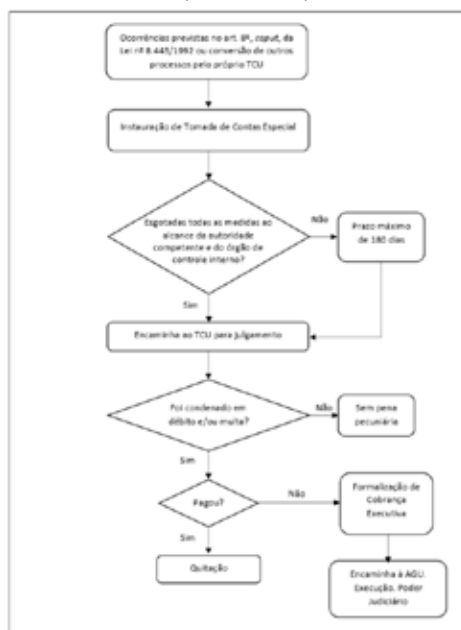 Ocorrências previstas no art. 8º, caput, da
Lei nº 8.443/1992 ou conversão de outros
processos pelo próprio TCU
Instauração de Tomada de Contas Especial
Esgotadas todas as medidas ao
alcance da autoridade
competente e do órgão de
controle interno?
Não
Prazo máximo
de 180 dias
Sim
Encaminha ao TCU para julgamento
Foi condenado em
débito e/ou multa?
Não
Sem pena
pecuniária
Sim
Pagou?
Não
Formalização de
Cobrança
Executiva
Sim
Quitação
Encaminha à AGU.
Execução. Poder
Judiciário